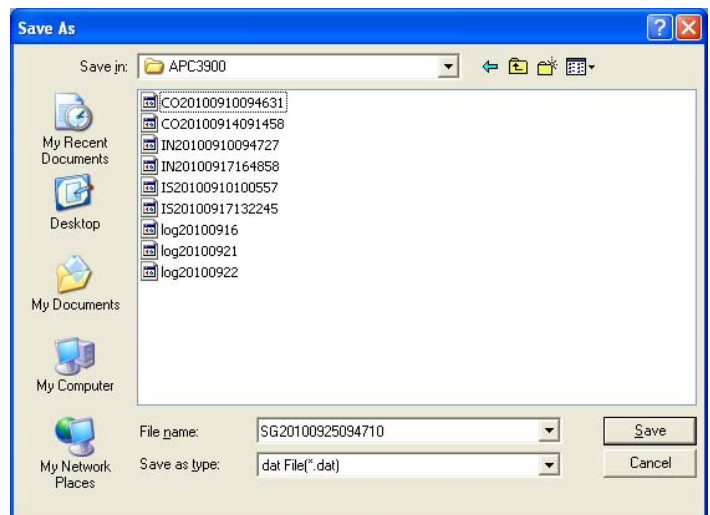 Save As
Save in: APC3900
CO20100910094631
CO20100914091458
IN20100910094727
IN20100917164858
IS20100910100557
IS20100917132245
log20100916
log20100921
log20100922
My Recent
Documents
Desktop
My Documents
My Computer
My Network
Places
File name: SG20100925094710
Save
Save as type: dat File(*.dat)
Cancel